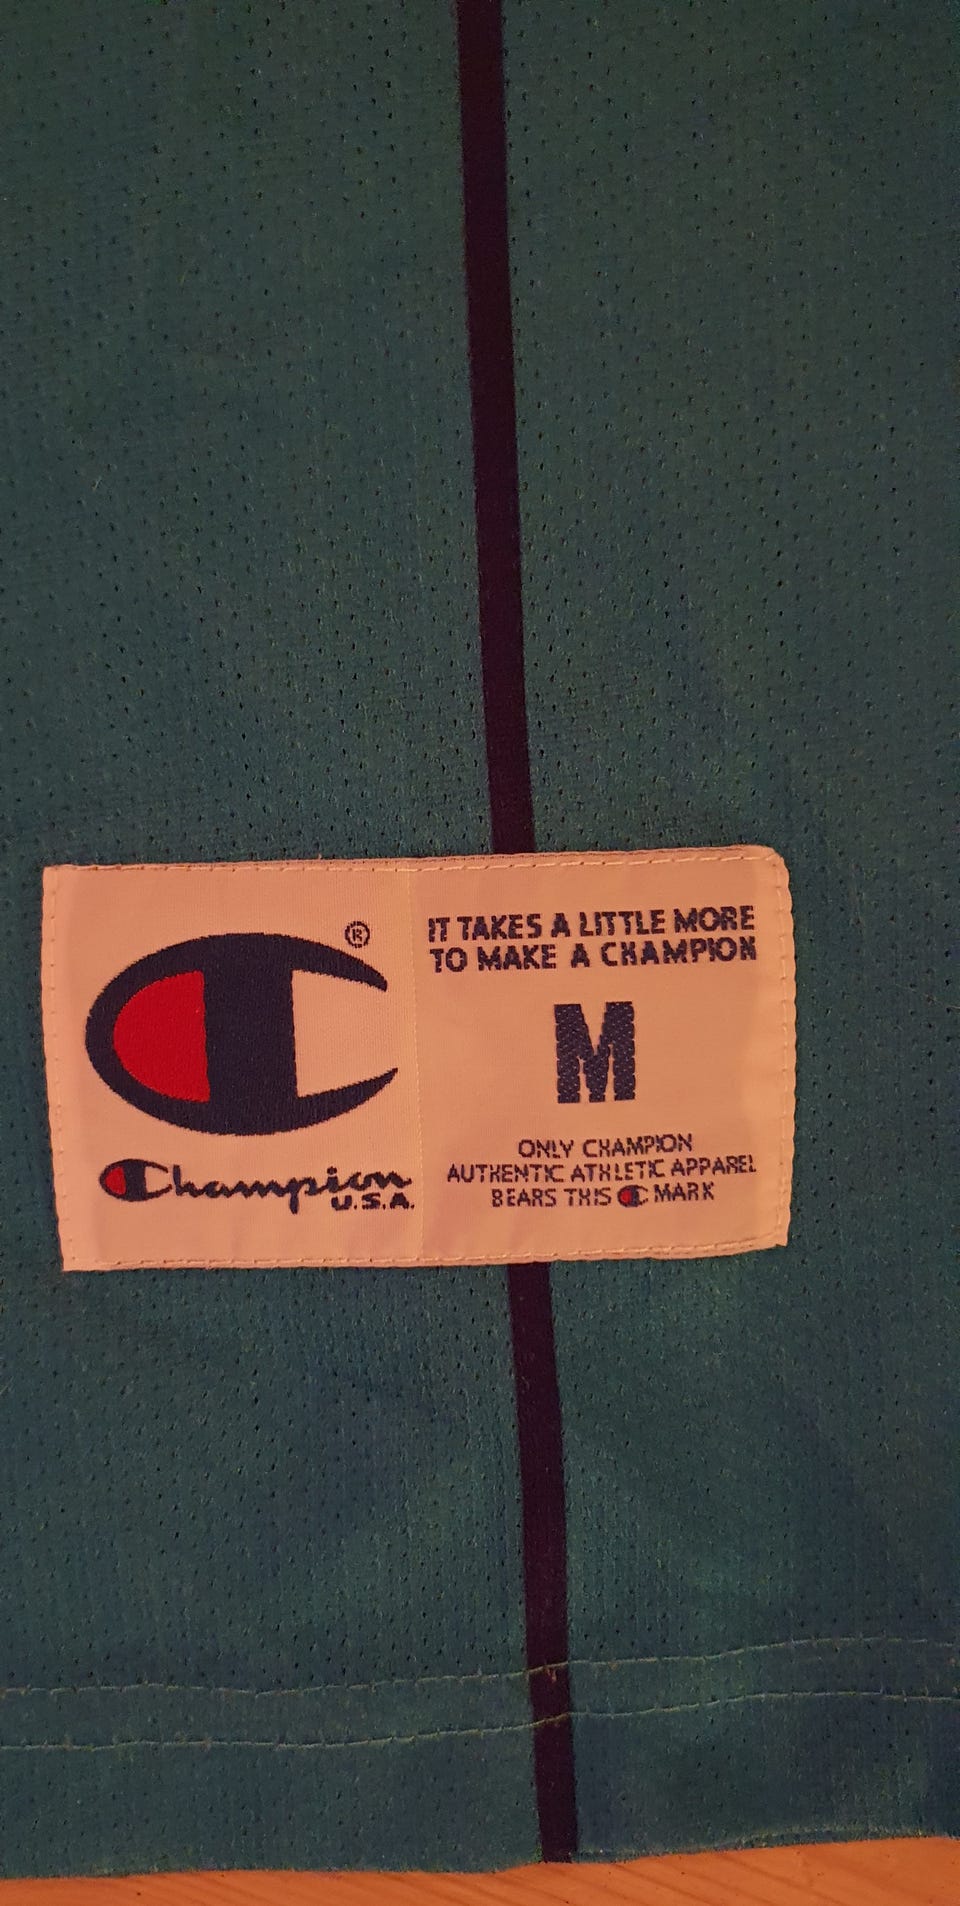 ®
Champion
U.S.A.
IT TAKES A LITTLE MORE
TO MAKE A CHAMPION
M
ONLY CHAMPION
AUTHENTIC ATHLETIC APPAREL
BEARS THIS C MARK